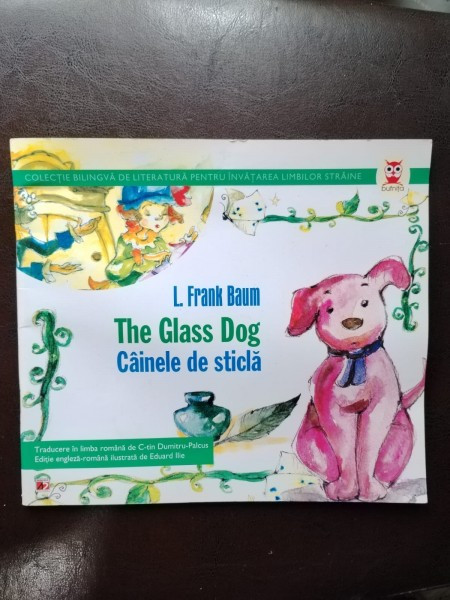 COLECȚIE BILINGVĂ DE LITERATURĂ PENTRU ÎNVĂȚAREA LIMBILOR STRĂINE
bufnița
L. Frank Baum
The Glass Dog
Câinele de sticlă
Traducere în limba română de C-tin Dumitru-Palcus
Ediție engleză-română ilustrată de Eduard Ilie